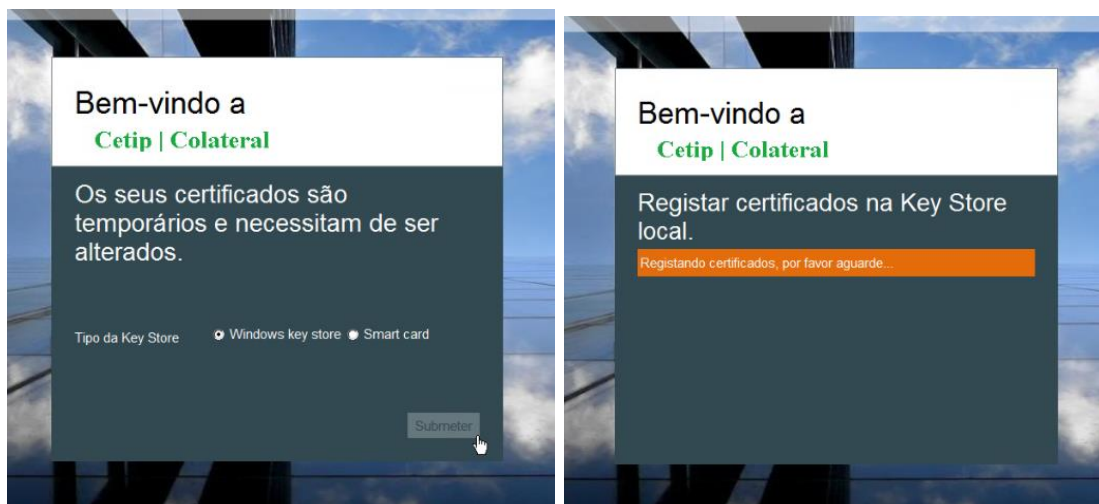 Bem-vindo a
Cetip | Colateral
Os seus certificados são
temporários e necessitam de ser
alterados.
Tipo da Key Store Windows key store Smart card
Submeter
Bem-vindo a
Cetip | Colateral
Registar certificados na Key Store
local.
Registando certificados, por favor aguarde...